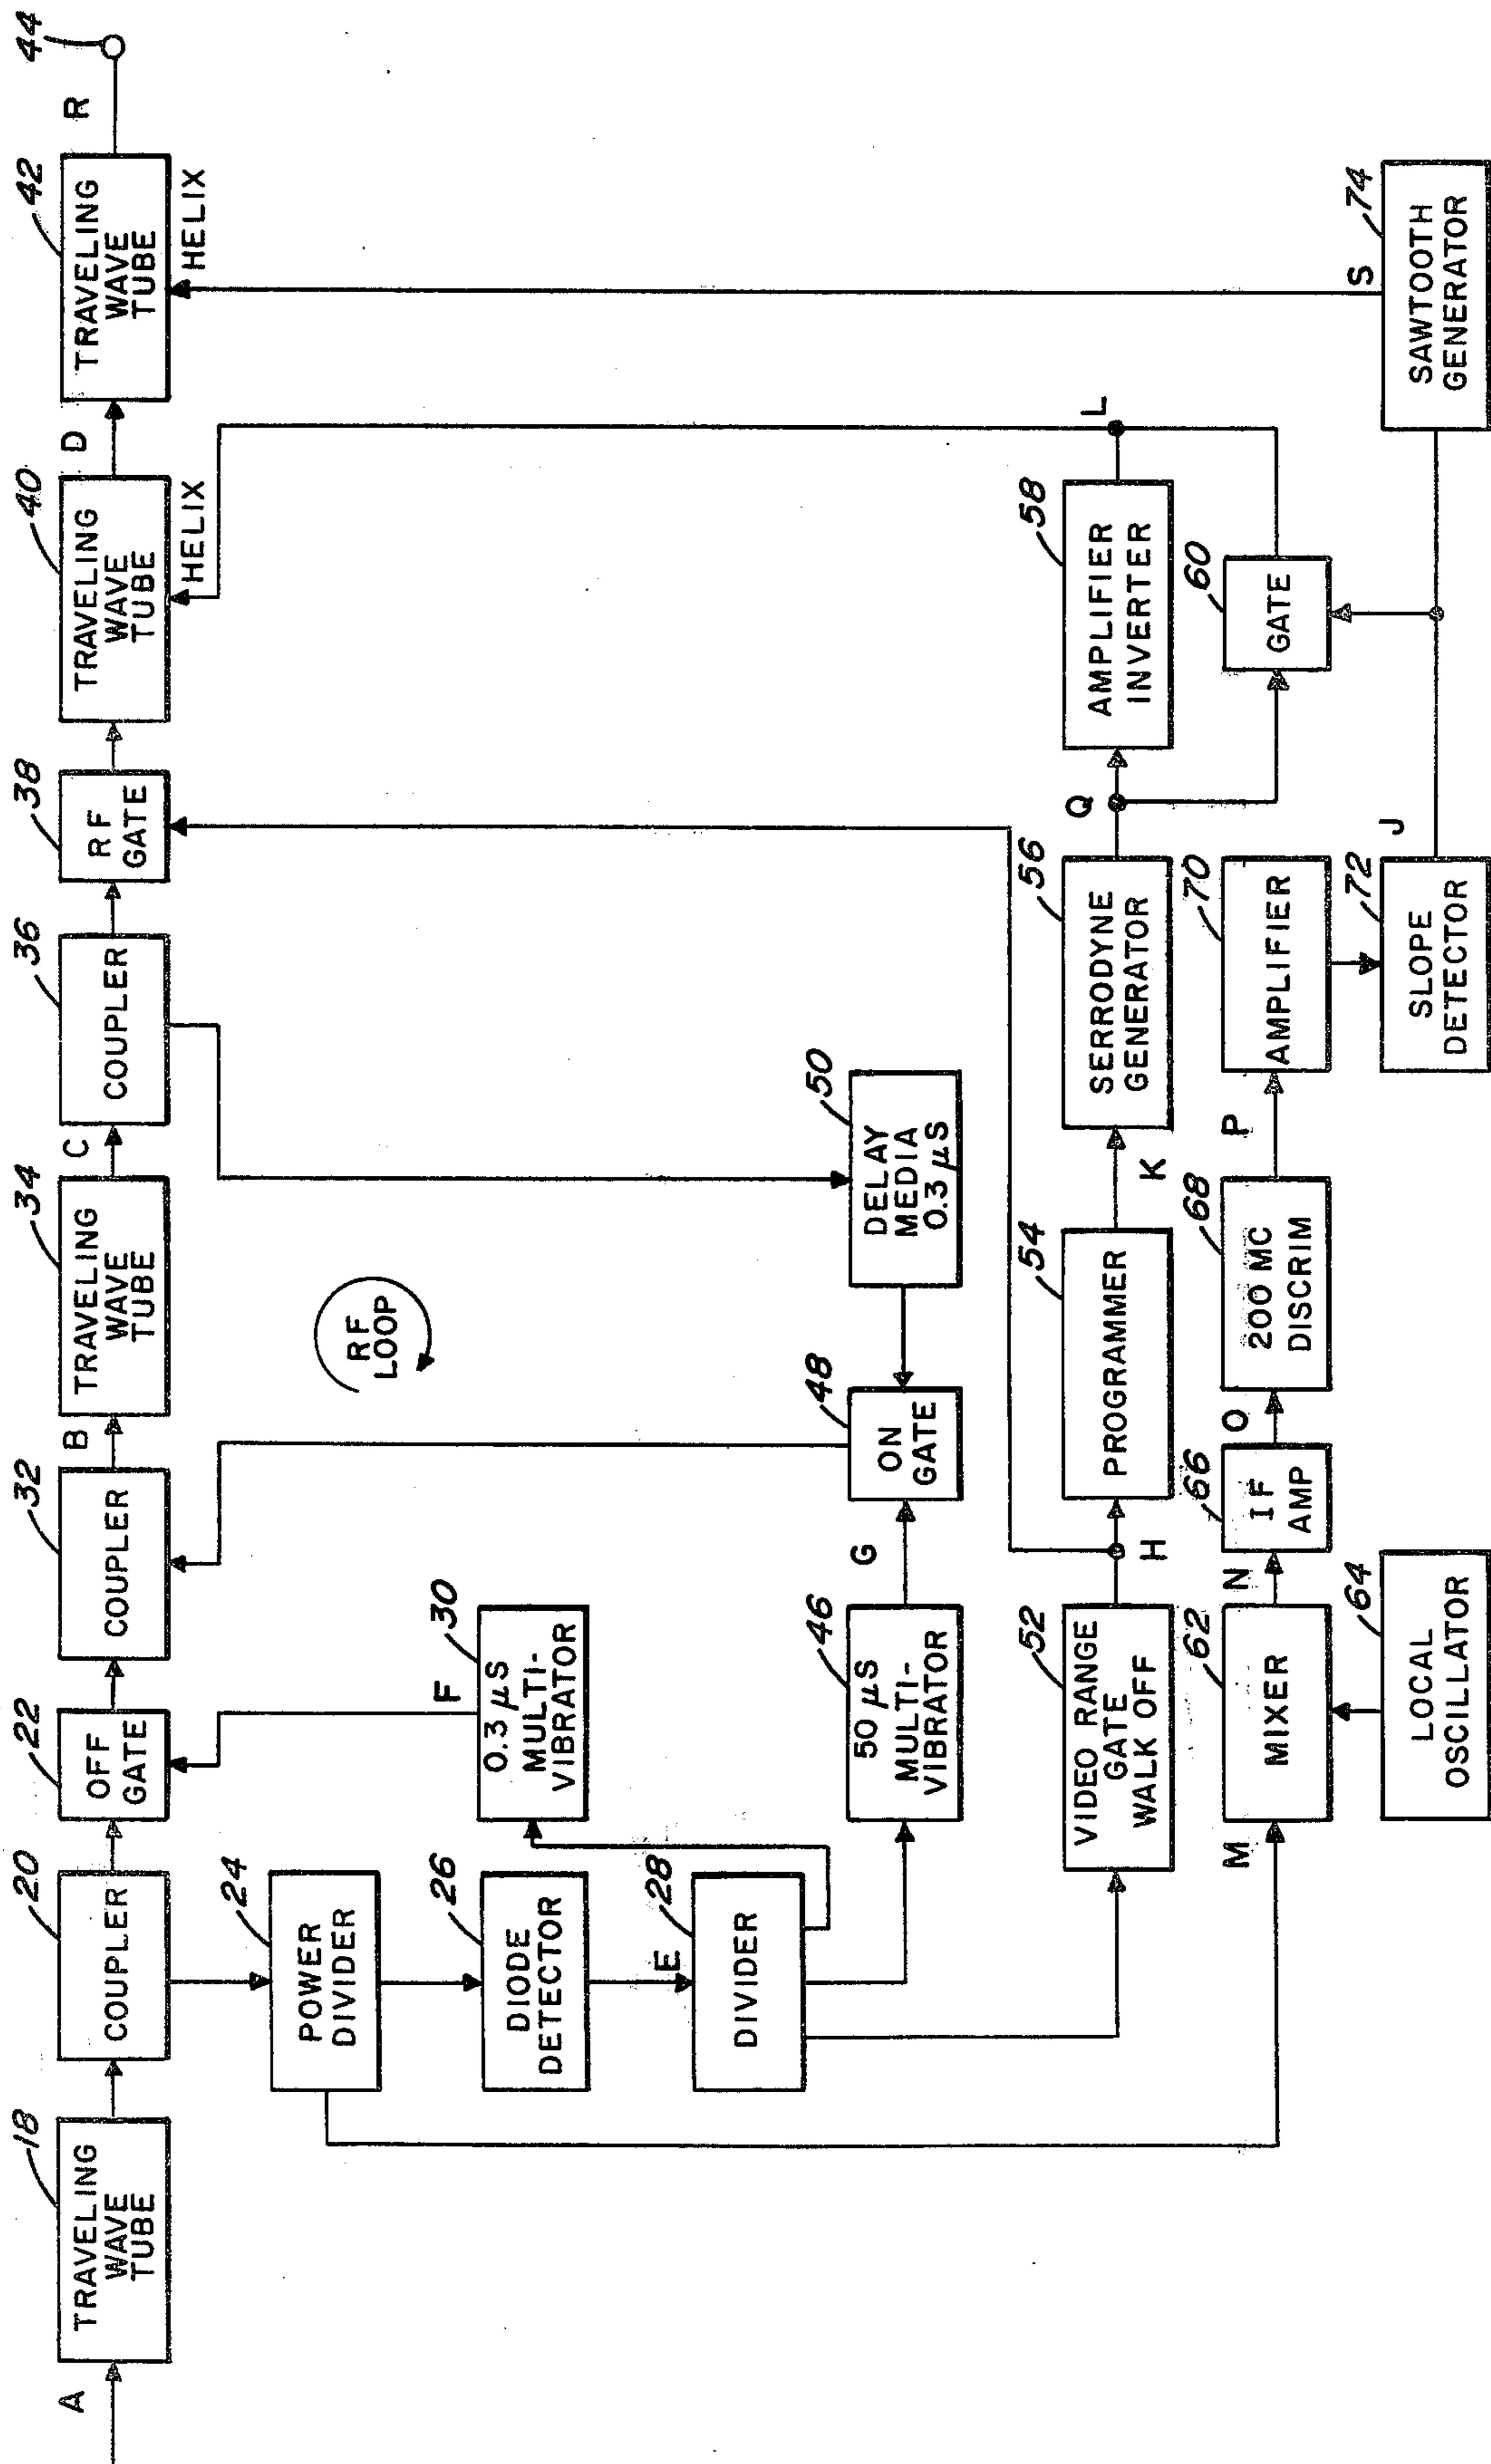 A
18
TRAVELING
WAVE
TUBE
20
COUPLER
22
OFF
GATE
32
COUPLER
B
34
TRAVELING
WAVE
TUBE
C
36
COUPLER
38
RF
GATE
40
TRAVELING
WAVE
TUBE
HELIX
D
42
TRAVELING
WAVE
TUBE
HELIX
R
44
24
POWER
DIVIDER
26
DIODE
DETECTOR
E
28
DIVIDER
F
30
0.3 µS
MULTI-
VIBRATOR
RF
LOOP
46
50 µS
MULTI-
VIBRATOR
G
48
ON
GATE
50
DELAY
MEDIA
0.3 µS
52
VIDEO RANGE
GATE
WALK OFF
H
54
PROGRAMMER
K
56
SERRODYNE
GENERATOR
Q
58
AMPLIFIER
INVERTER
L
60
GATE
M
62
MIXER
64
LOCAL
OSCILLATOR
N
66
IF
AMP
O
68
200 MC
DISCRIM
P
70
AMPLIFIER
72
SLOPE
DETECTOR
J
74
SAWTOOTH
GENERATOR
S